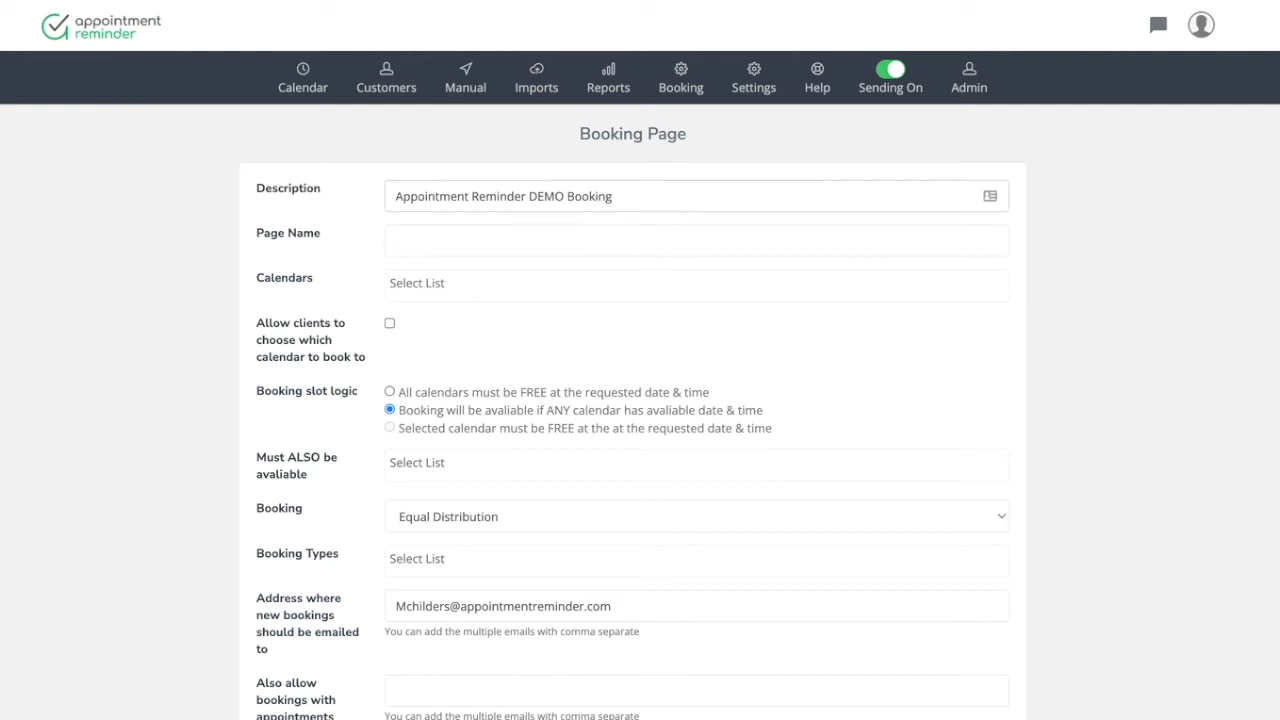 appointment
reminder
Calendar
Customers
Manual
Imports
Reports
Booking
Settings
Help
Sending On
Admin
Booking Page
Description
Appointment Reminder DEMO Booking
Page Name
Calendars
Select List
Allow clients to
choose which
calendar to book to
Booking slot logic
All calendars must be FREE at the requested date & time
Booking will be avaliable if ANY calendar has avaliable date & time
Selected calendar must be FREE at the at the requested date & time
Must ALSO be
avaliable
Select List
Booking
Equal Distribution
Booking Types
Select List
Address where
new bookings
should be emailed
to
Mchilders@appointmentreminder.com
You can add the multiple emails with comma separate
Also allow
bookings with
appointments
You can add the multiple emails with comma separate